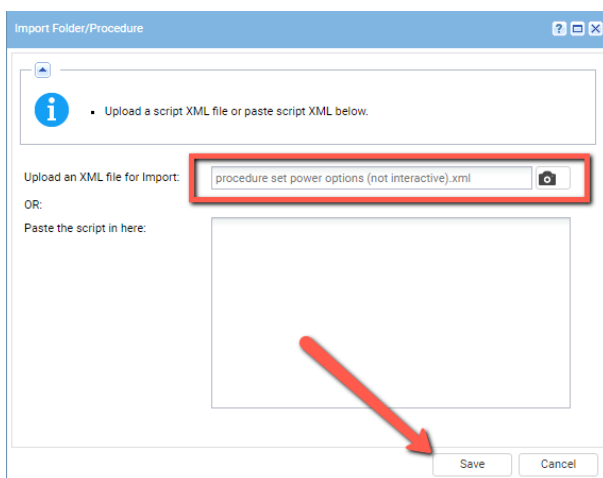 Import Folder/Procedure
Upload a script XML file or paste script XML below.
Upload an XML file for Import: procedure set power options (not interactive).xml
OR:
Paste the script in here:
Save Cancel